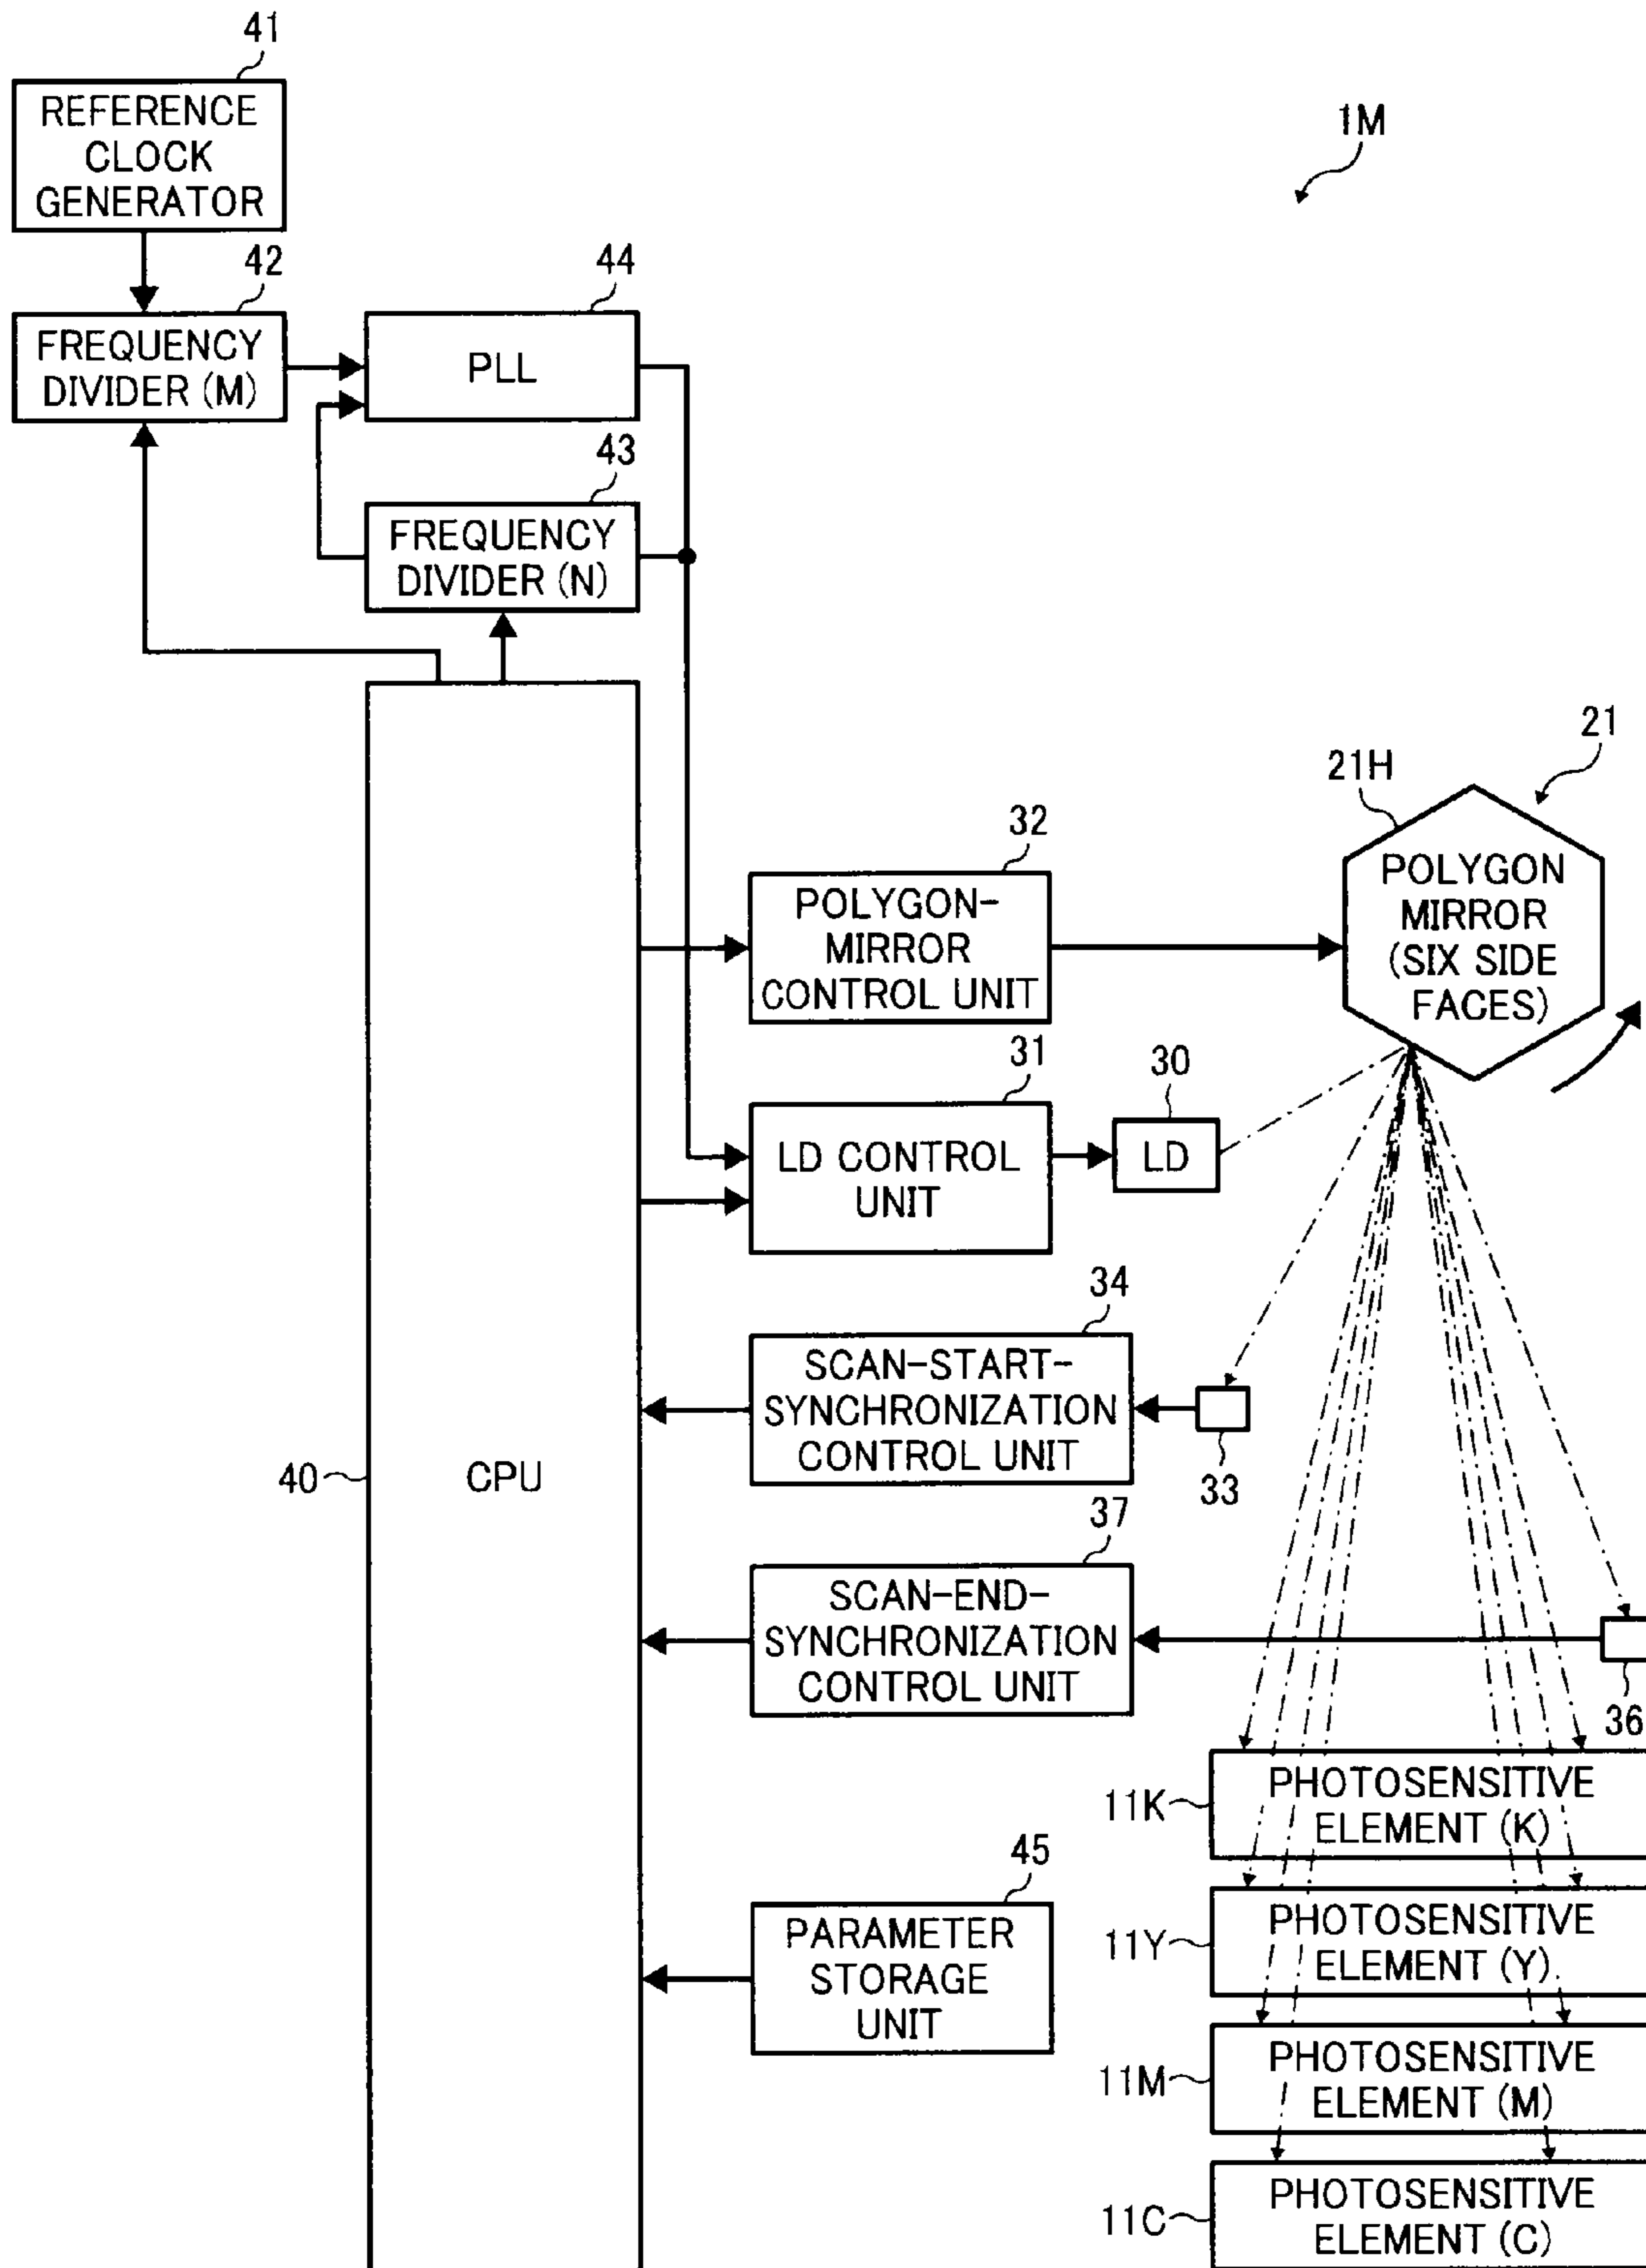 41
REFERENCE
CLOCK
GENERATOR
1M
42
FREQUENCY
DIVIDER (M)
44
PLL
43
FREQUENCY
DIVIDER (N)
21
21H
POLYGON
MIRROR
(SIX SIDE
FACES)
32
POLYGON-
MIRROR
CONTROL UNIT
31
LD CONTROL
UNIT
30
LD
34
SCAN-START-
SYNCHRONIZATION
CONTROL UNIT
33
40
CPU
37
SCAN-END-
SYNCHRONIZATION
CONTROL UNIT
36
11K
PHOTOSENSITIVE
ELEMENT (K)
45
PARAMETER
STORAGE
UNIT
11Y
PHOTOSENSITIVE
ELEMENT (Y)
11M
PHOTOSENSITIVE
ELEMENT (M)
11C
PHOTOSENSITIVE
ELEMENT (C)